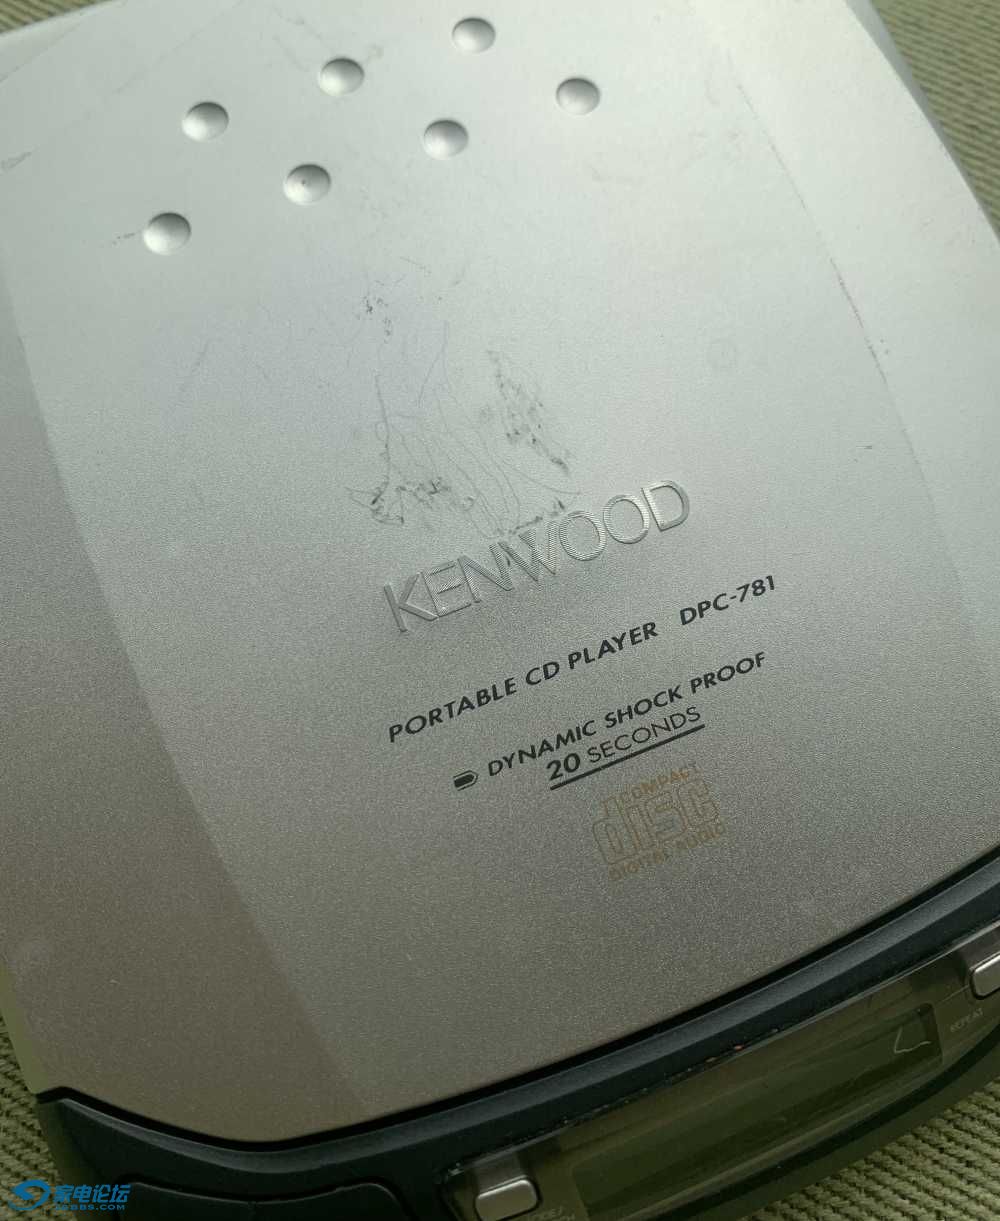 KENWOOD
PORTABLE CD PLAYER DPC-781
DYNAMIC SHOCK PROOF
20 SECONDS
COMPACT
disc
DIGITAL AUDIO
REPEAT
家电论坛